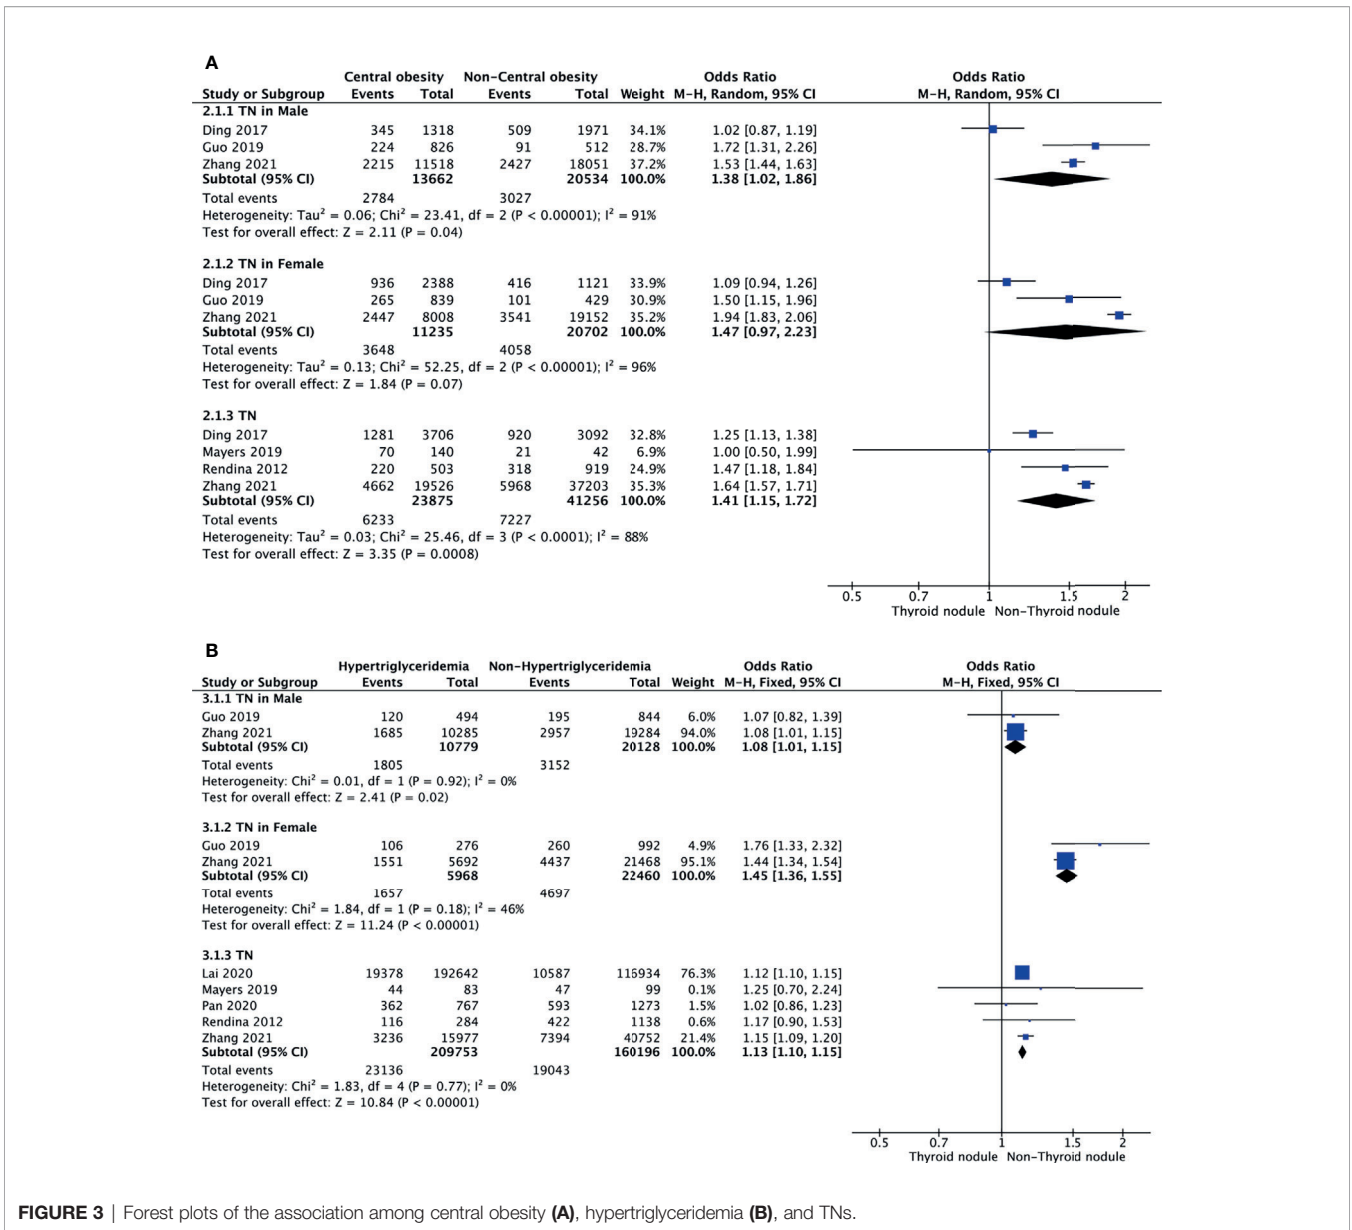 A
Central obesity Non-Central obesity Odds Ratio Odds Ratio
Study or Subgroup Events Total Events Total Weight M-H, Random, 95% CI M-H, Random, 95% CI
2.1.1 TN in Male
Ding 2017 345 1318 509 1971 34.1% 1.02 [0.87, 1.19]
Guo 2019 224 826 91 512 28.7% 1.72 [1.31, 2.26]
Zhang 2021 2215 11518 2427 18051 37.2% 1.53 [1.44, 1.63]
Subtotal (95% CI) 13662 20534 100.0% 1.38 [1.02, 1.86]
Total events 2784 3027
Heterogeneity: Tau² = 0.06; Chi² = 23.41, df = 2 (P < 0.00001); I² = 91%
Test for overall effect: Z = 2.11 (P = 0.04)
2.1.2 TN in Female
Ding 2017 936 2388 416 1121 33.9% 1.09 [0.94, 1.26]
Guo 2019 265 839 101 429 30.9% 1.50 [1.15, 1.96]
Zhang 2021 2447 8008 3541 19152 35.2% 1.94 [1.83, 2.06]
Subtotal (95% CI) 11235 20702 100.0% 1.47 [0.97, 2.23]
Total events 3648 4058
Heterogeneity: Tau² = 0.13; Chi² = 52.25, df = 2 (P < 0.00001); I² = 96%
Test for overall effect: Z = 1.84 (P = 0.07)
2.1.3 TN
Ding 2017 1281 3706 920 3092 32.8% 1.25 [1.13, 1.38]
Mayers 2019 70 140 21 42 6.9% 1.00 [0.50, 1.99]
Rendina 2012 220 503 318 919 24.9% 1.47 [1.18, 1.84]
Zhang 2021 4662 19526 5968 37203 35.3% 1.64 [1.57, 1.71]
Subtotal (95% CI) 23875 41256 100.0% 1.41 [1.15, 1.72]
Total events 6233 7227
Heterogeneity: Tau² = 0.03; Chi² = 25.46, df = 3 (P < 0.0001); I² = 88%
Test for overall effect: Z = 3.35 (P = 0.0008)
0.5 0.7 1 1.5 2
Thyroid nodule Non-Thyroid nodule
B
Hypertriglyceridemia Non-Hypertriglyceridemia Odds Ratio Odds Ratio
Study or Subgroup Events Total Events Total Weight M-H, Fixed, 95% CI M-H, Fixed, 95% CI
3.1.1 TN in Male
Guo 2019 120 494 195 844 6.0% 1.07 [0.82, 1.39]
Zhang 2021 1685 10285 2957 19284 94.0% 1.08 [1.01, 1.15]
Subtotal (95% CI) 10779 20128 100.0% 1.08 [1.01, 1.15]
Total events 1805 3152
Heterogeneity: Chi² = 0.01, df = 1 (P = 0.92); I² = 0%
Test for overall effect: Z = 2.41 (P = 0.02)
3.1.2 TN in Female
Guo 2019 106 276 260 992 4.9% 1.76 [1.33, 2.32]
Zhang 2021 1551 5692 4437 21468 95.1% 1.44 [1.34, 1.54]
Subtotal (95% CI) 5968 22460 100.0% 1.45 [1.36, 1.55]
Total events 1657 4697
Heterogeneity: Chi² = 1.84, df = 1 (P = 0.18); I² = 46%
Test for overall effect: Z = 11.24 (P < 0.00001)
3.1.3 TN
Lai 2020 19378 192642 10587 116934 76.3% 1.12 [1.10, 1.15]
Mayers 2019 44 83 47 99 0.1% 1.25 [0.70, 2.24]
Pan 2020 362 767 593 1273 1.5% 1.02 [0.86, 1.23]
Rendina 2012 116 284 422 1138 0.6% 1.17 [0.90, 1.53]
Zhang 2021 3236 15977 7394 40752 21.4% 1.15 [1.09, 1.20]
Subtotal (95% CI) 209753 160196 100.0% 1.13 [1.10, 1.15]
Total events 23136 19043
Heterogeneity: Chi² = 1.83, df = 4 (P = 0.77); I² = 0%
Test for overall effect: Z = 10.84 (P < 0.00001)
0.5 0.7 1 1.5 2
Thyroid nodule Non-Thyroid nodule
FIGURE 3 | Forest plots of the association among central obesity (A), hypertriglyceridemia (B), and TNs.